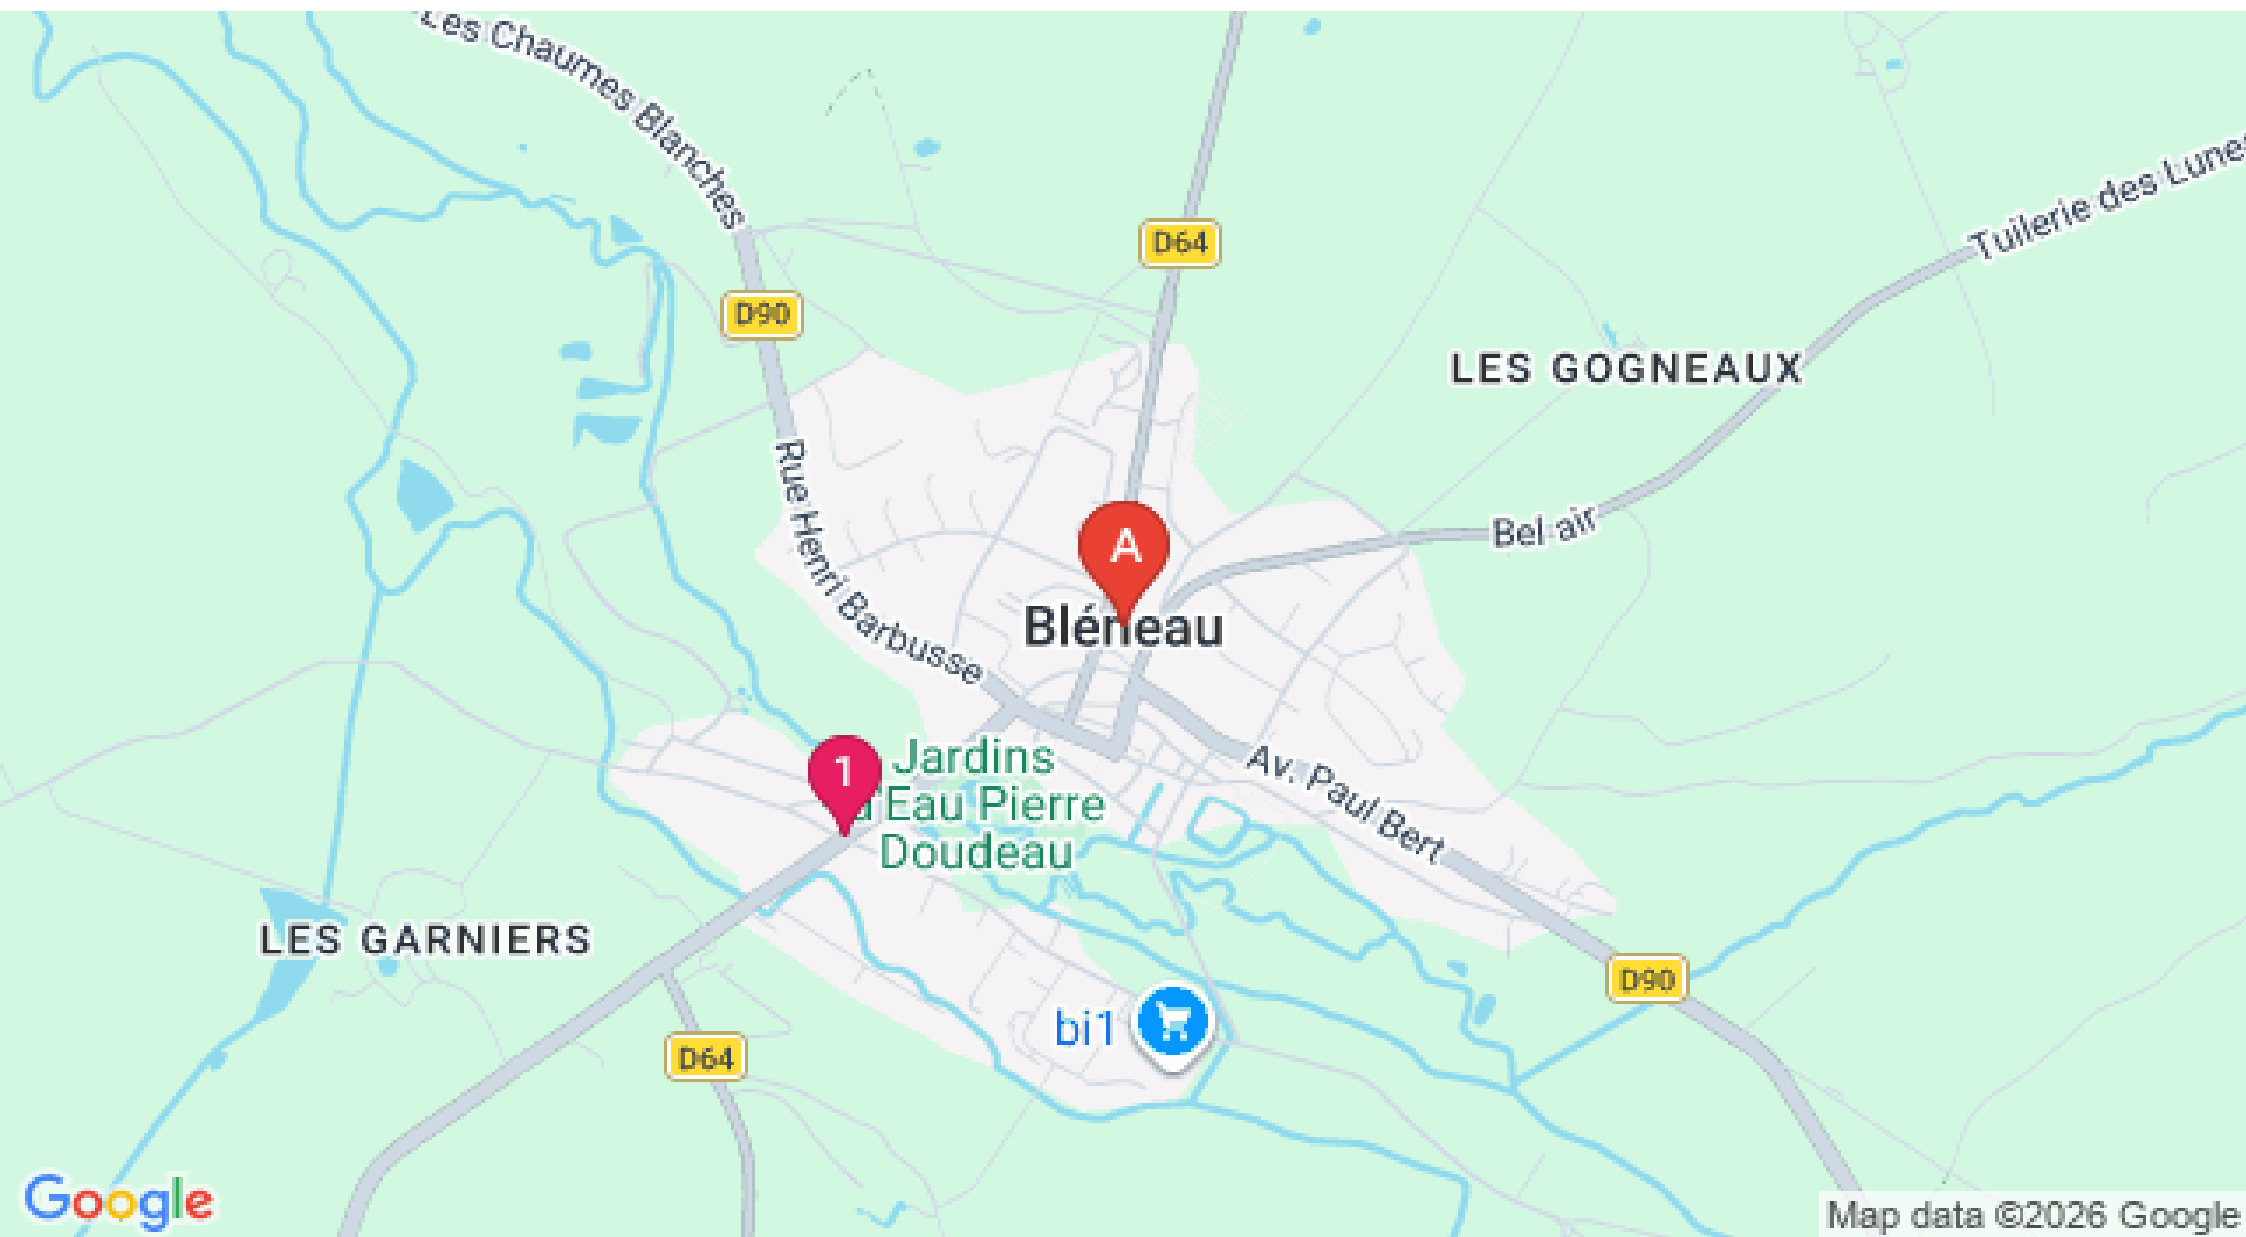 Les Chaumes Blanches
D64
Tuilerie des Lunes
D90
LES GOGNEAUX
Rue Henri Barbusse
Bel air
A
Bléneau
Jardins
1
d'Eau Pierre
Doudeau
Av. Paul Bert
LES GARNIERS
D90
bi1
D64
Google
Map data ©2026 Google